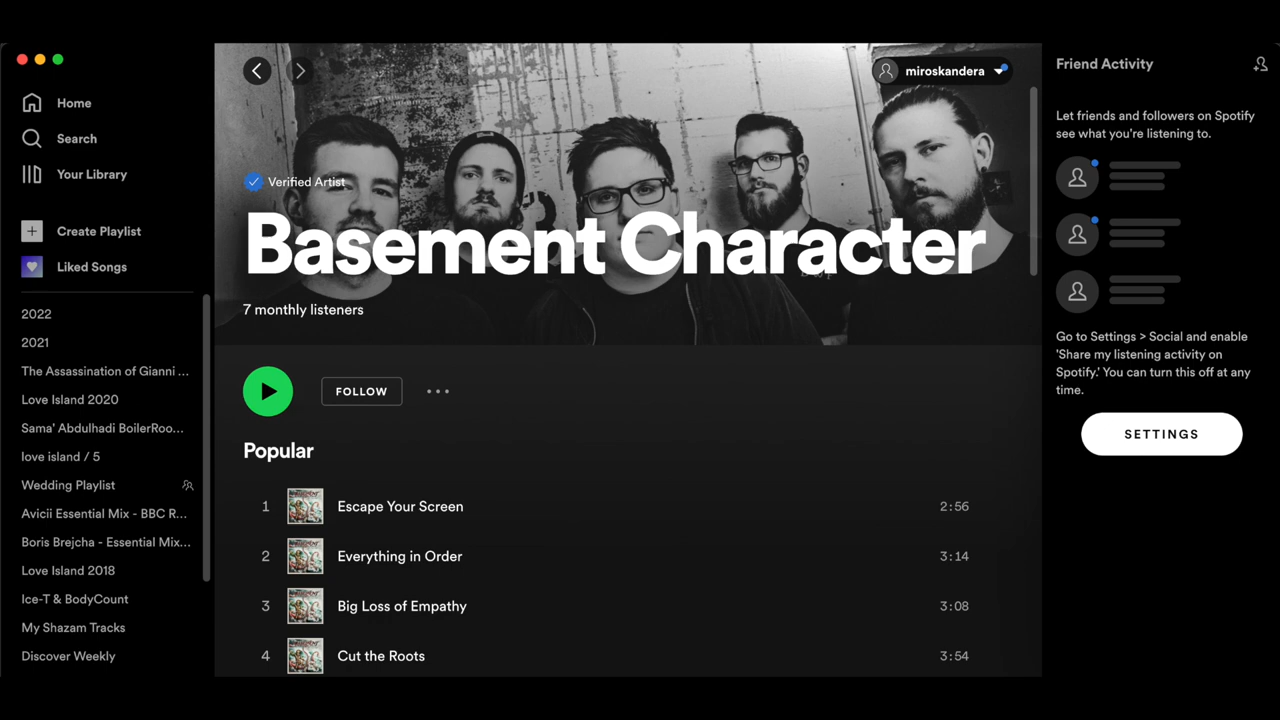 Home
Search
Your Library
Create Playlist
Liked Songs
2022
2021
The Assassination of Gianni ...
Love Island 2020
Sama' Abdulhadi BoilerRoo...
love island / 5
Wedding Playlist
Avicii Essential Mix - BBC R...
Boris Brejcha - Essential Mix...
Love Island 2018
Ice-T & BodyCount
My Shazam Tracks
Discover Weekly
miroskandera
Verified Artist
Basement Character
7 monthly listeners
FOLLOW
Popular
1 Escape Your Screen 2:56
2 Everything in Order 3:14
3 Big Loss of Empathy 3:08
4 Cut the Roots 3:54
Friend Activity
Let friends and followers on Spotify
see what you're listening to.
Go to Settings > Social and enable
'Share my listening activity on
Spotify.' You can turn this off at any
time.
SETTINGS